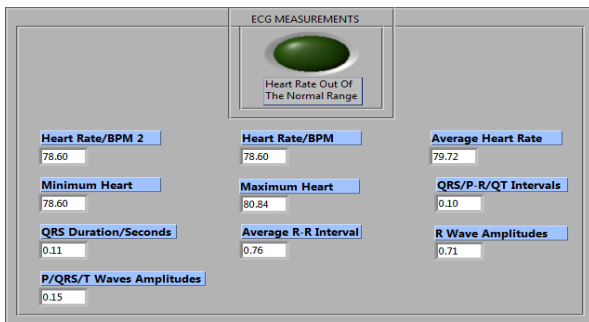 ECG MEASUREMENTS
Heart Rate Out Of
The Normal Range
Heart Rate/BPM 2
78.60
Heart Rate/BPM
78.60
Average Heart Rate
79.72
Minimum Heart
78.60
Maximum Heart
80.84
QRS/P-R/QT Intervals
0.10
QRS Duration/Seconds
0.11
Average R-R Interval
0.76
R Wave Amplitudes
0.71
P/QRS/T Waves Amplitudes
0.15